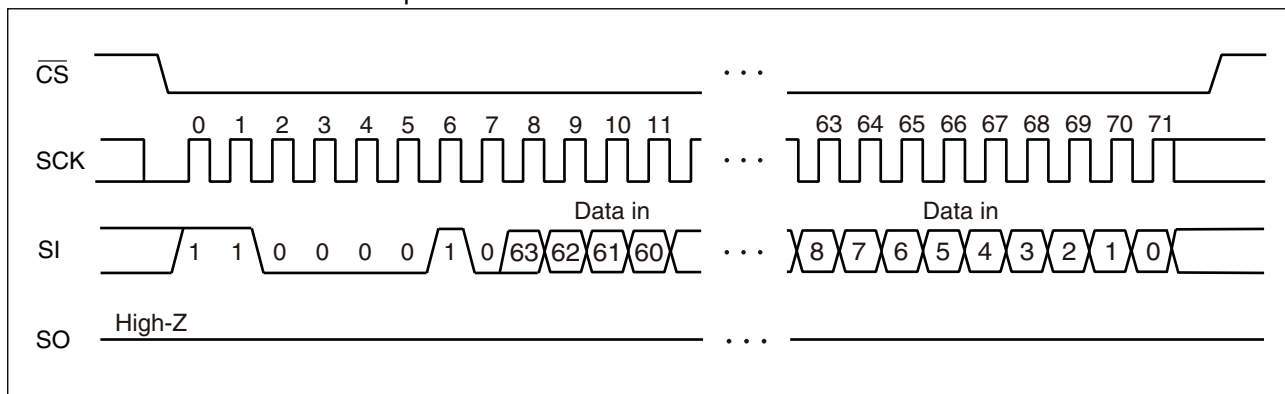 CS
0 1 2 3 4 5 6 7 8 9 10 11 63 64 65 66 67 68 69 70 71
SCK
Data in Data in
SI 1 1 0 0 0 0 1 0 63 62 61 60 8 7 6 5 4 3 2 1 0
High-Z
SO